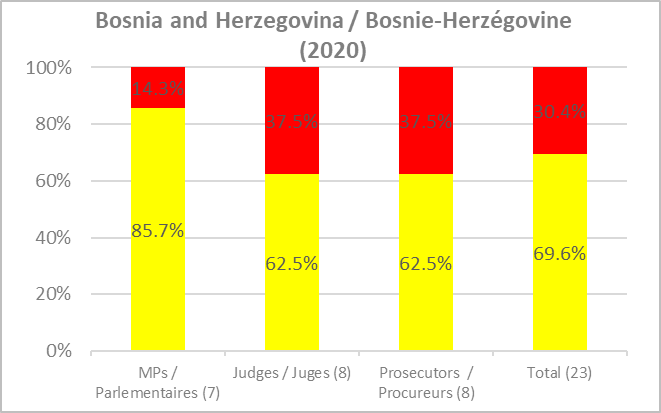 Bosnia and Herzegovina / Bosnie-Herzégovine
(2020)
100%
80%
60%
40%
20%
0%
14.3%
37.5%
37.5%
30.4%
85.7%
62.5%
62.5%
69.6%
MPs /
Parlementaires (7)
Judges / Juges (8)
Prosecutors /
Procureurs (8)
Total (23)